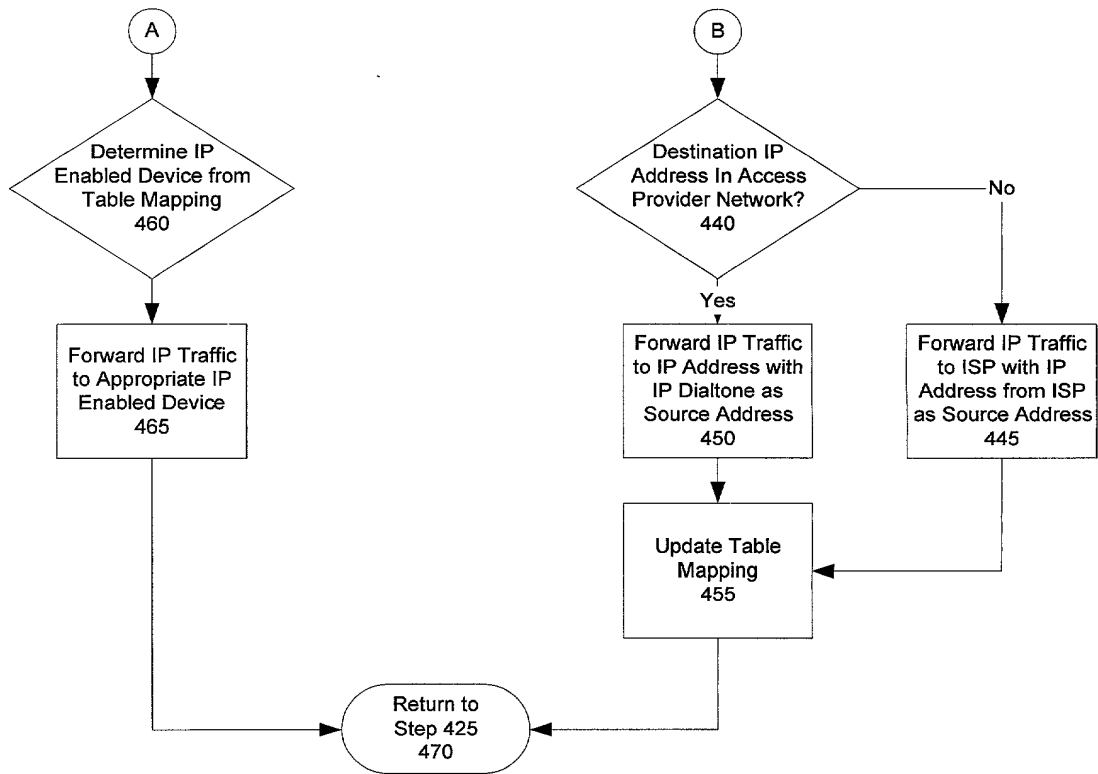 A
Determine IP
Enabled Device from
Table Mapping
460
Forward IP Traffic
to Appropriate IP
Enabled Device
465
B
Destination IP
Address In Access
Provider Network?
440
No
Yes
Forward IP Traffic
to IP Address with
IP Dialtone as
Source Address
450
Forward IP Traffic
to ISP with IP
Address from ISP
as Source Address
445
Update Table
Mapping
455
Return to
Step 425
470